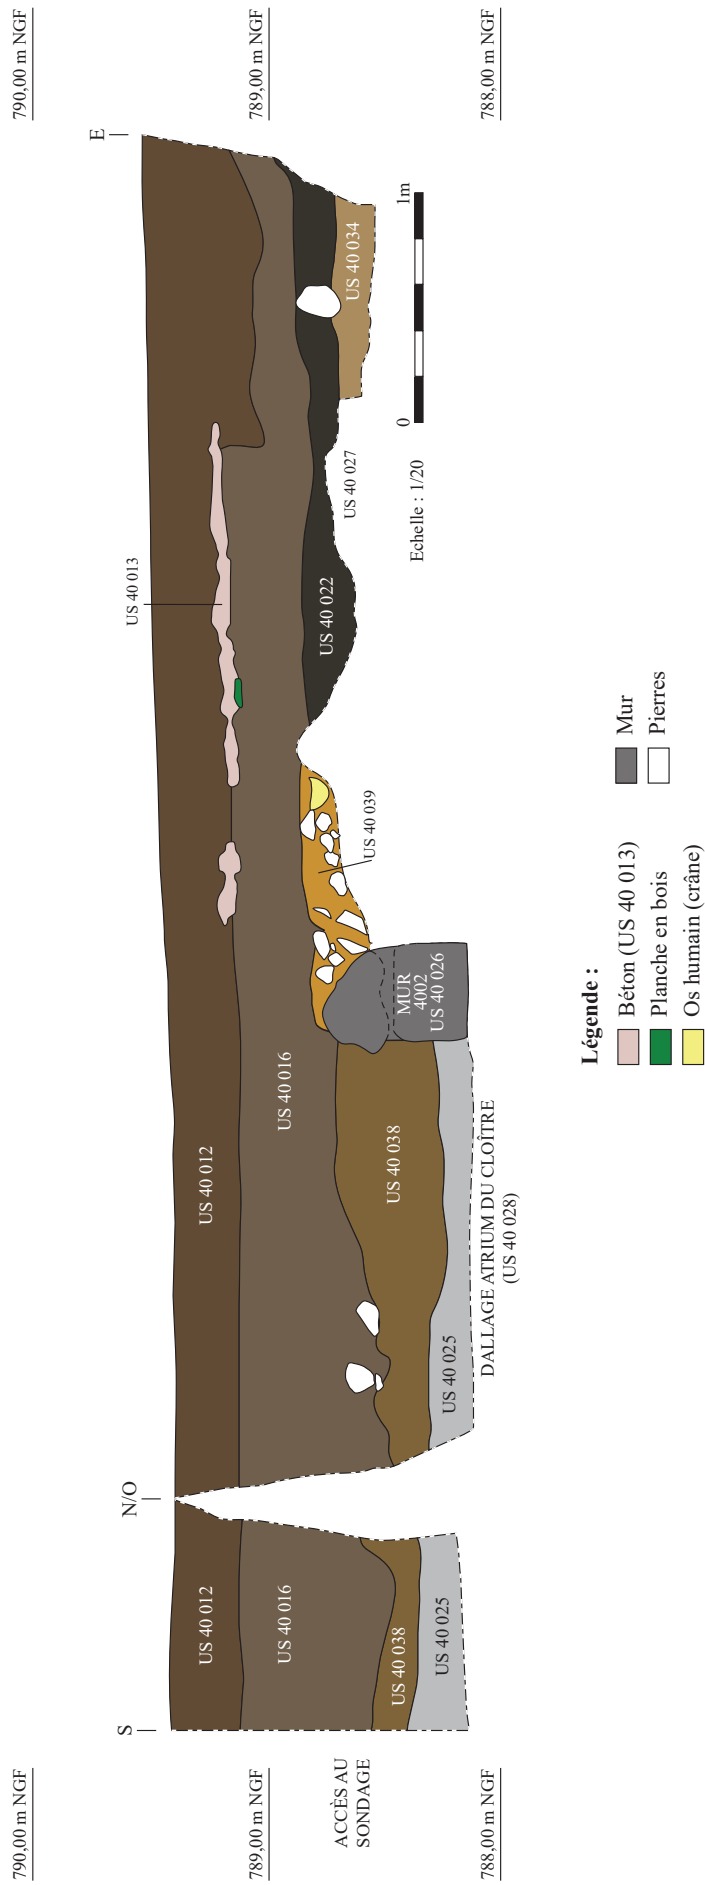 790,00 m NGF
790,00 m NGF
789,00 m NGF
789,00 m NGF
788,00 m NGF
788,00 m NGF
S
N/O
E
US 40 013
US 40 012
US 40 012
US 40 016
US 40 016
US 40 038
US 40 038
US 40 025
US 40 025
ACCÈS AU
SONDAGE
MUR
4002
US 40 026
US 40 039
US 40 022
US 40 027
US 40 034
DALLAGE ATRIUM DU CLOÎTRE
(US 40 028)
0
1m
Echelle : 1/20
Légende :
Béton (US 40 013)
Planche en bois
Os humain (crâne)
Mur
Pierres